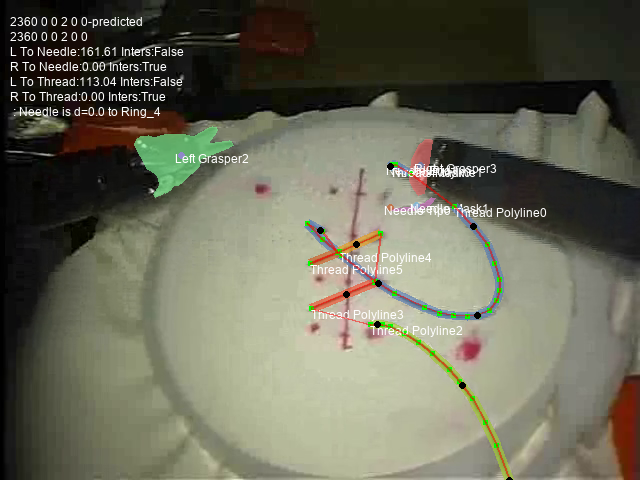 2360 0 0 2 0 0-predicted
2360 0 0 2 0 0
L To Needle:161.61 Inters:False
R To Needle:0.00 Inters:True
L To Thread:113.04 Inters:False
R To Thread:0.00 Inters:True
: Needle is d=0.0 to Ring_4
Left Grasper2
Right Grasper3
Thread Polyline0
Thread Polyline4
Thread Polyline5
Thread Polyline3
Thread Polyline2